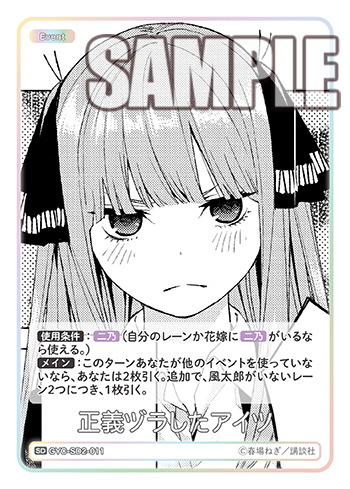 Event
SAMPLE
使用条件：二乃（自分のレーンか花嫁に 二乃 がいるな
ら使える。）
メイン：このターンあなたが他のイベントを使っていな
いなら、あなたは2枚引く。追加で、風太郎がいないレー
ン2つにつき、1枚引く。
正義ヅラしたアイツ
SD GYC-SD2-011
©春場ねぎ／講談社